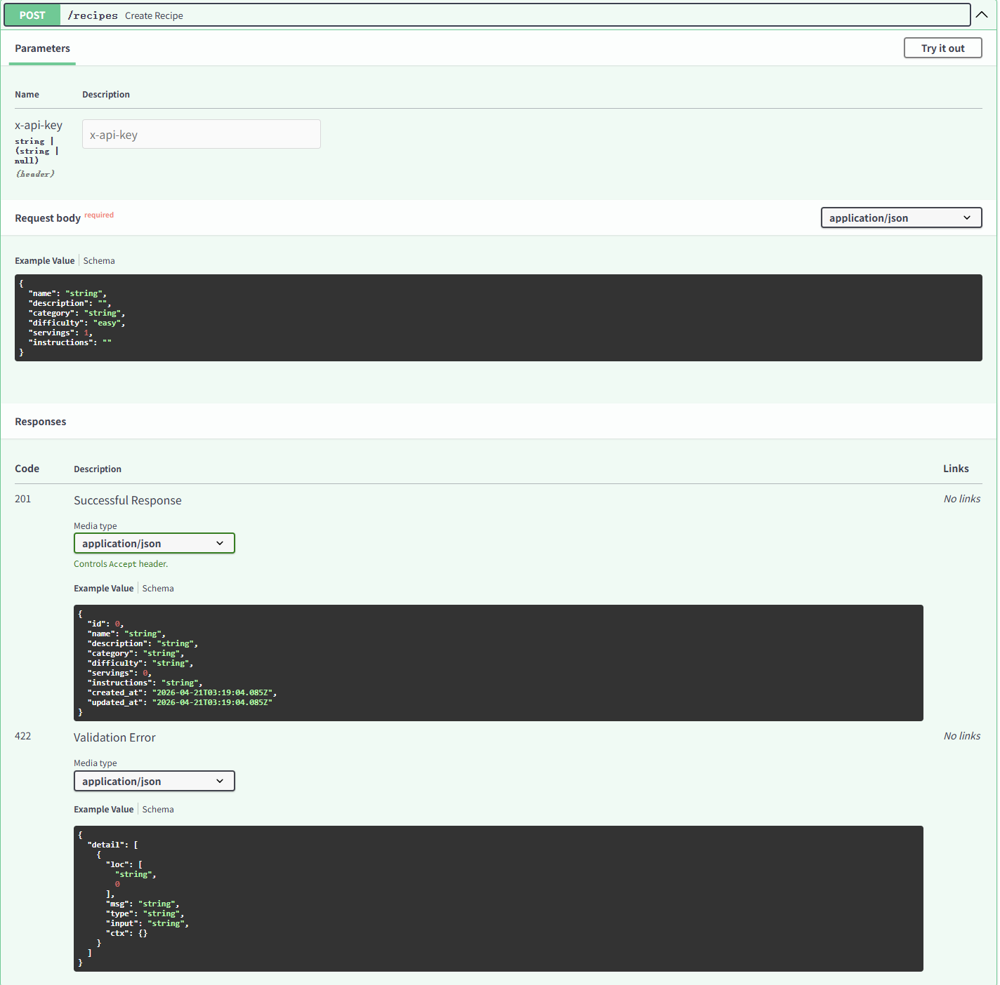 POST /recipes Create Recipe
Parameters
Try it out
Name Description
x-api-key
string |
(string |
null)
(header)
x-api-key
Request body required
application/json
Example Value Schema
{
  "name": "string",
  "description": "",
  "category": "string",
  "difficulty": "easy",
  "servings": 1,
  "instructions": ""
}
Responses
Code Description Links
201 Successful Response No links
Media type
application/json
Controls Accept header.
Example Value Schema
{
  "id": 0,
  "name": "string",
  "description": "string",
  "category": "string",
  "difficulty": "string",
  "servings": 0,
  "instructions": "string",
  "created_at": "2026-04-21T03:19:04.085Z",
  "updated_at": "2026-04-21T03:19:04.085Z"
}
422 Validation Error No links
Media type
application/json
Example Value Schema
{
  "detail": [
    {
      "loc": [
        "string",
        0
      ],
      "msg": "string",
      "type": "string",
      "input": "string",
      "ctx": {}
    }
  ]
}